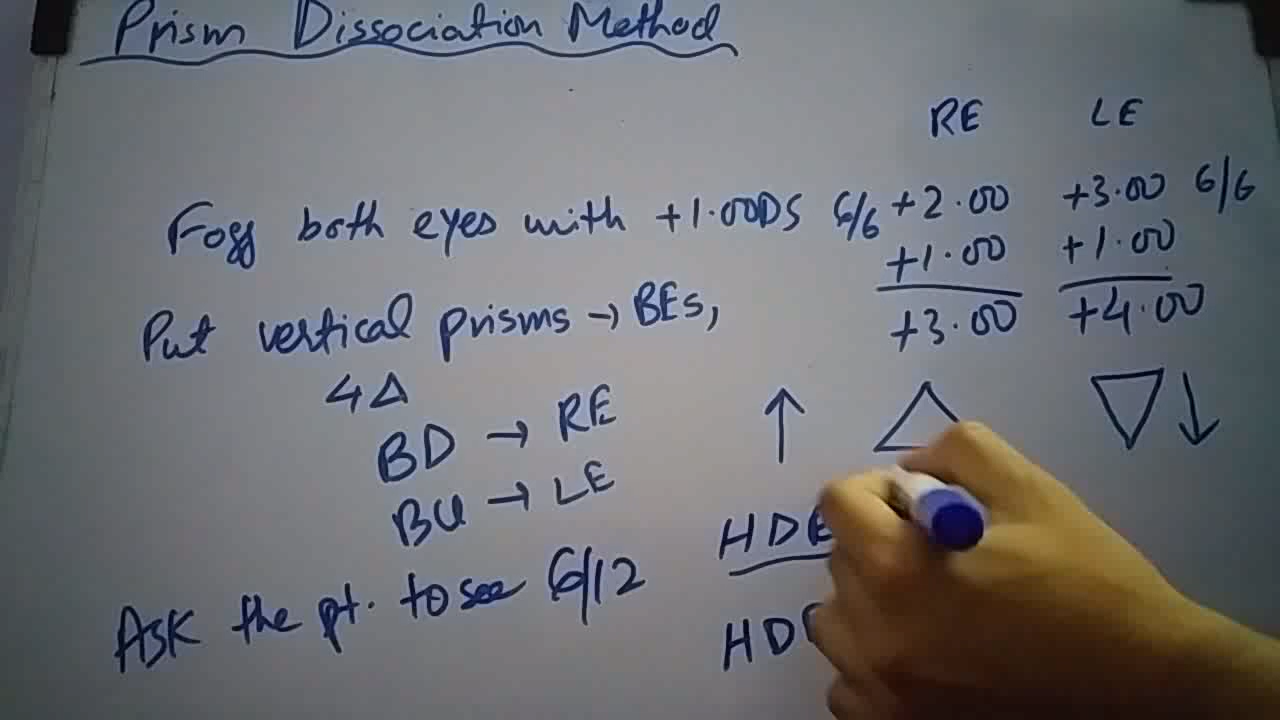 Prism Dissociation Method
RE LE
Fogg both eyes with +1.00DS 6/6 +2.00 +3.00 6/6
+1.00 +1.00
+3.00 +4.00
Put vertical prisms → BEs,
4Δ
BD → RE ↑ △ ▽ ↓
BU → LE
Ask the pt. to see 6/12